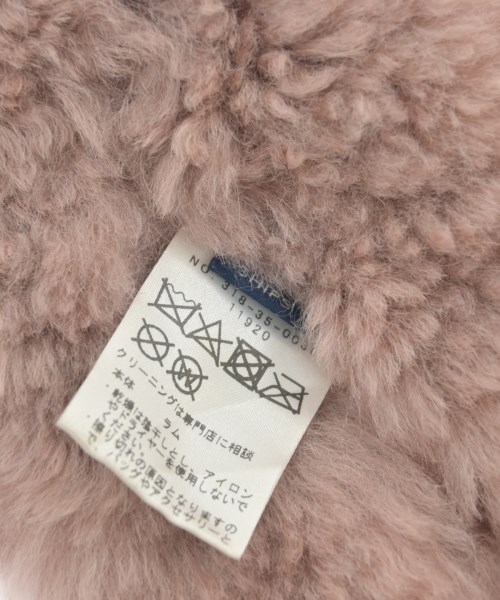 SHIPS
NO. 318-35-00
11920
クリーニングは専門店に相談
本体 ラム
・乾燥は陰干しとし、アイロン
やドライヤーを使用しないで
ください。
・擦り切れの原因となりますの
で、バッグやアクセサリーと